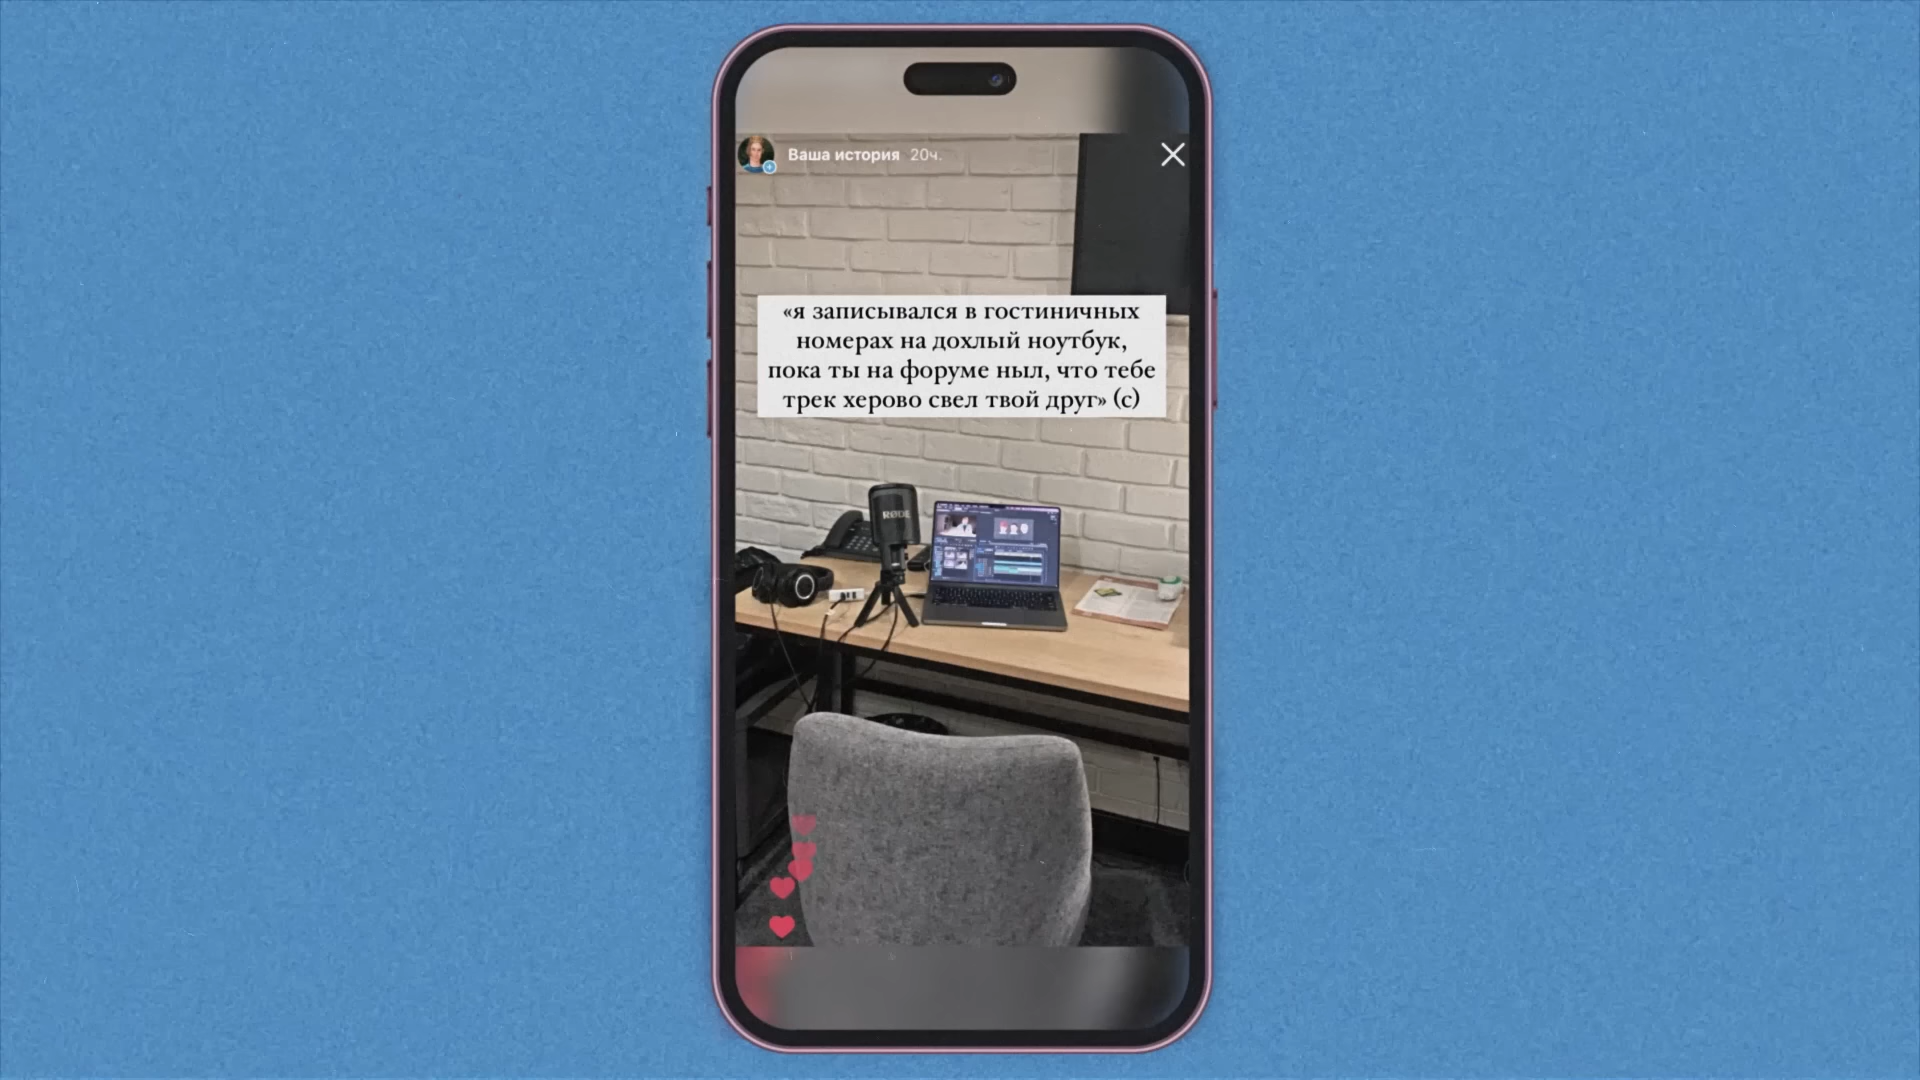 Ваша история 20ч.
«я записывался в гостиничных
номерах на дохлый ноутбук,
пока ты на форуме ныл, что тебе
трек херово свел твой друг» (с)
RØDE